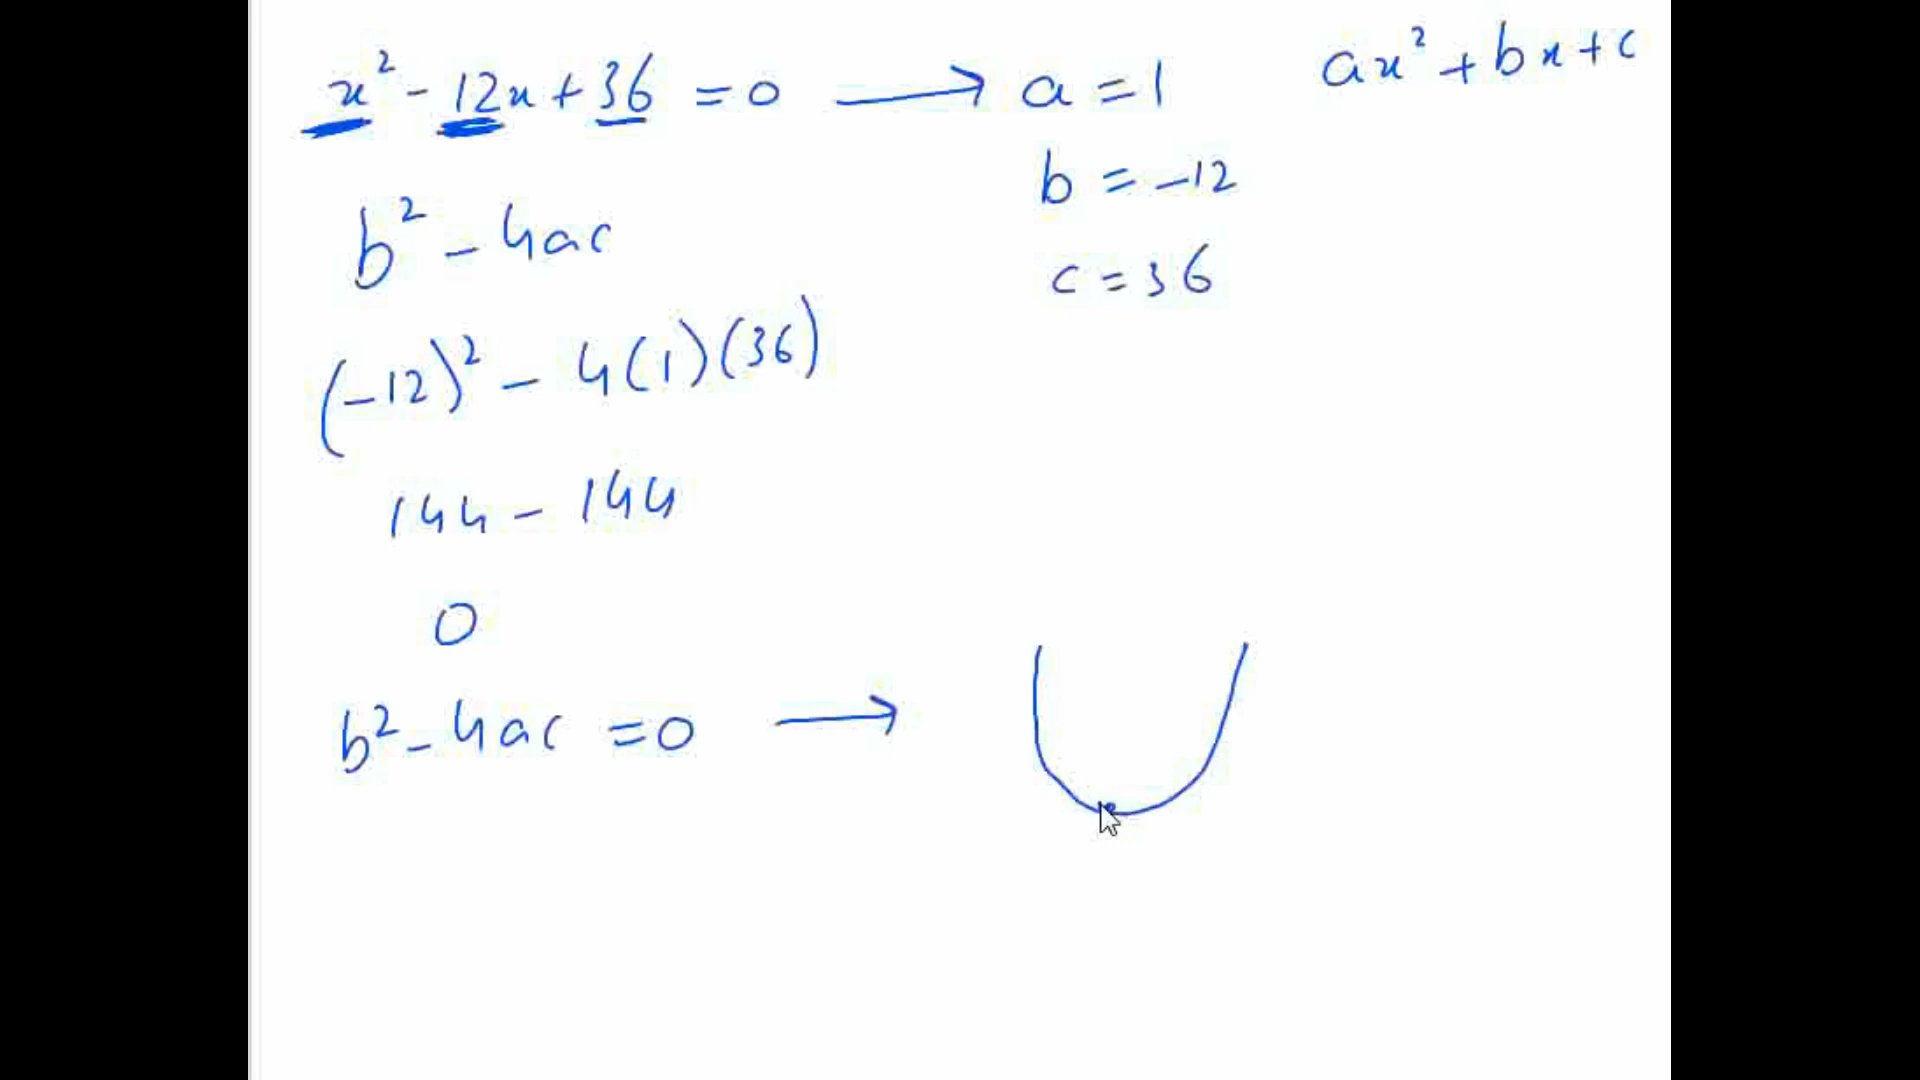 x² - 12x + 36 = 0 → a = 1
ax² + bx + c
b = -12
b² - 4ac
c = 36
(-12)² - 4(1)(36)
144 - 144
0
b² - 4ac = 0 →